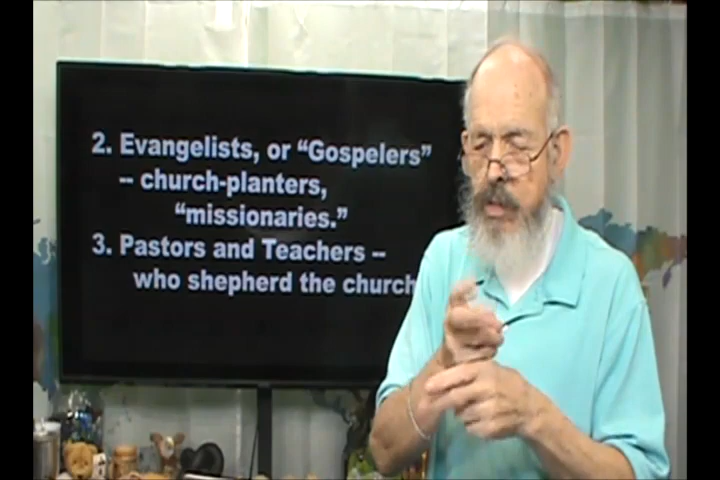 2. Evangelists, or “Gospelers”
-- church-planters,
“missionaries.”
3. Pastors and Teachers --
who shepherd the church